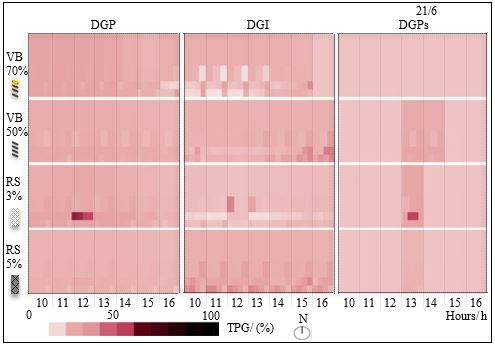 21/6
DGP DGI DGPs
VB
70%
VB
50%
RS
3%
RS
5%
10 11 12 13 14 15 16 10 11 12 13 14 15 16 10 11 12 13 14 15 16
0 50 100 TPG/ (%) N Hours/h